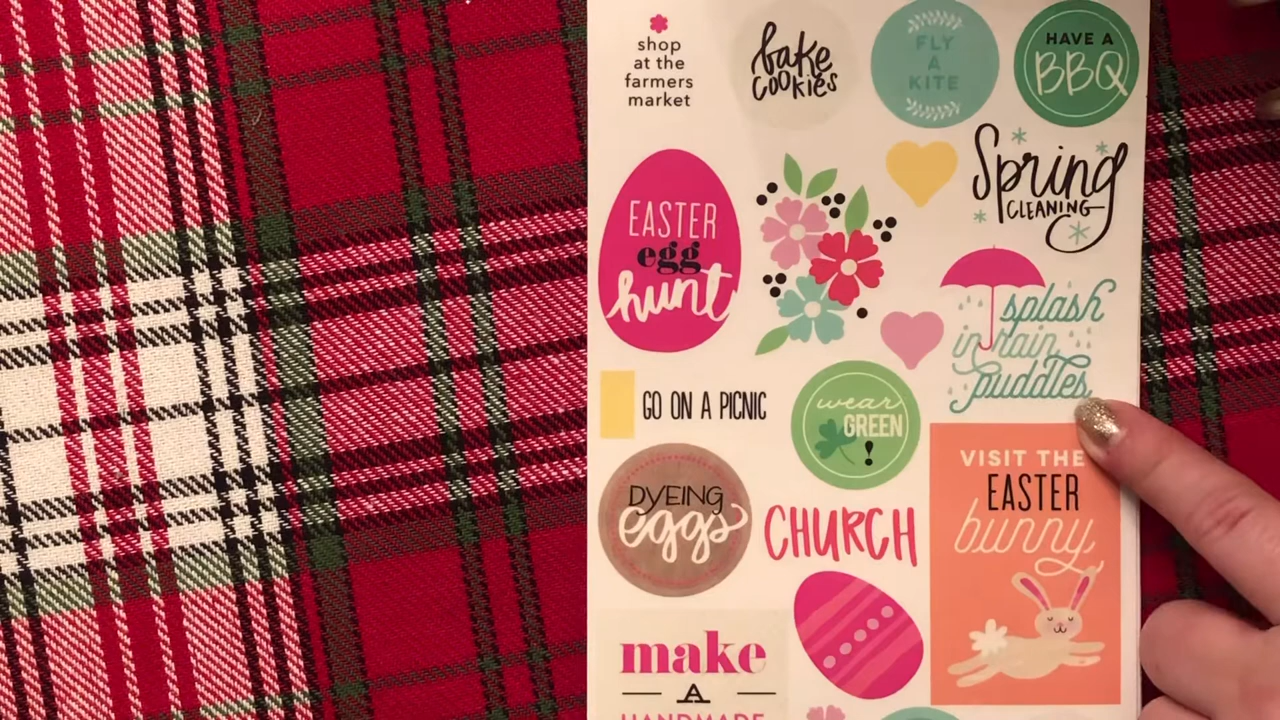 shop
at the
farmers
market
bake
cookies
FLY
A
KITE
HAVE A
BBQ
Spring
CLEANING
EASTER
egg
hunt
splash
in rain
puddles
GO ON A PICNIC
wear
GREEN
!
VISIT THE
EASTER
bunny
DYEING
eggs
CHURCH
make
A
HANDMADE